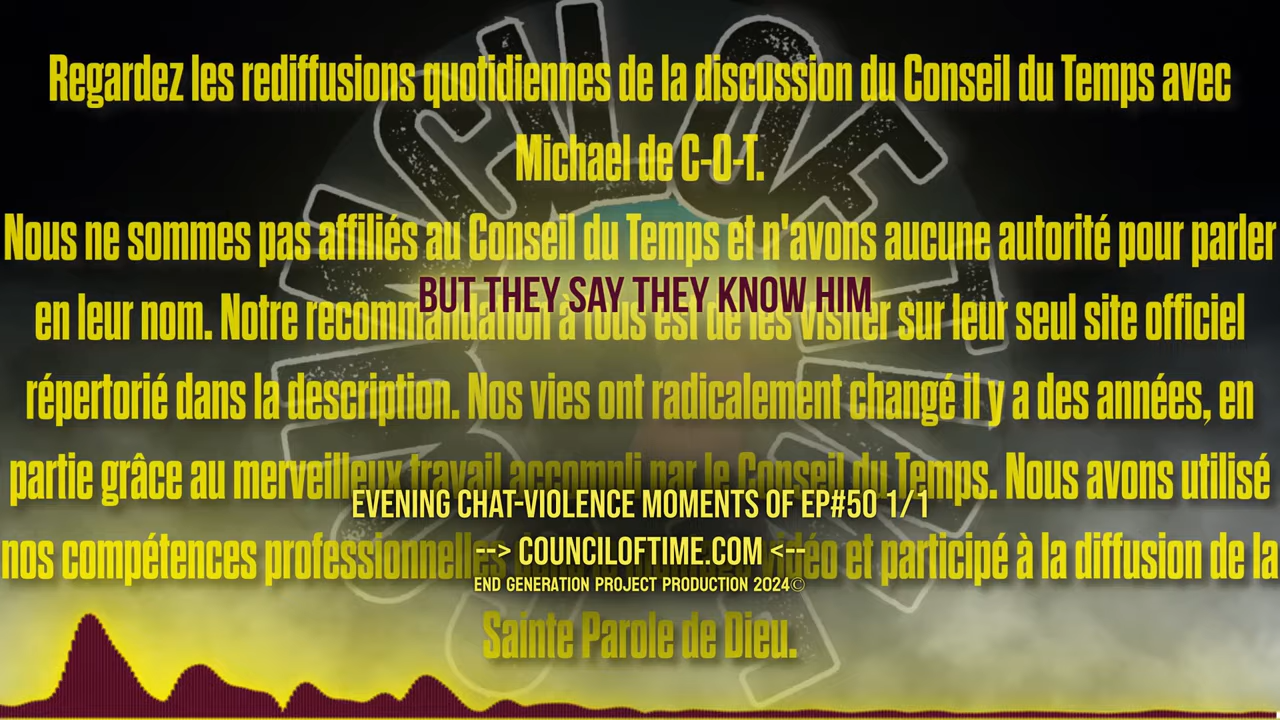 Regardez les rediffusions quotidiennes de la discussion du Conseil du Temps avec
Michael de C-O-T.
Nous ne sommes pas affiliés au Conseil du Temps et n'avons aucune autorité pour parler
BUT THEY SAY THEY KNOW HIM
en leur nom. Notre recommandation à tous est de les visiter sur leur seul site officiel
répertorié dans la description. Nos vies ont radicalement changé il y a des années, en
partie grâce au merveilleux travail accompli par le Conseil du Temps. Nous avons utilisé
EVENING CHAT-VIOLENCE MOMENTS OF EP#50 1/1
--> COUNCILOFTIME.COM <--
nos compétences professionnelles et participé à la diffusion de la
END GENERATION PROJECT PRODUCTION 2024©
Sainte Parole de Dieu.